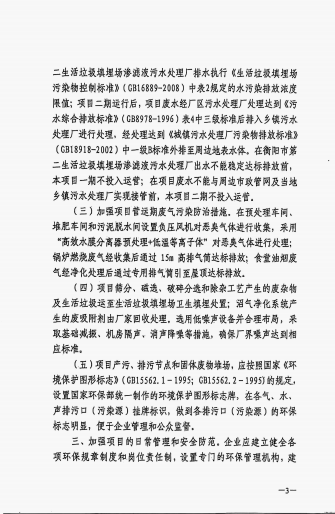 二生活垃圾填埋场渗滤液污水处理厂排水执行《生活垃圾填埋场
污染物控制标准》(GB16889-2008)中表2规定的水污染排放浓度
限值；项目二期运行后，项目废水经厂区污水处理厂处理达到《污
水综合排放标准》(GB8978-1996)表4中三级标准后排入乡镇污水
处理厂进行处理，经处理达到《城镇污水处理厂污染物排放标准》
(GB18918-2002)中一级B标准外排至周边地表水体。在衡阳市第
二生活垃圾填埋场渗滤液污水处理厂出水不能稳定达标排放前，
本项目一期不投入运营；在项目废水不能与周边市政管网及当地
乡镇污水处理厂实现接管前，本项目二期不投入运营。
（三）加强项目营运期废气污染防治措施。在预处理车间、
堆肥车间和污泥脱水间设置负压风机对恶臭气体进行收集，采用
“高效水膜分离器预处理+低温等离子体”对恶臭气体进行处理；
锅炉燃烧废气经收集后通过 15m 高排气筒达标排放；食堂油烟废
气经净化处理后通过专用排气筒引至屋顶达标排放。
（四）项目筛分、磁选、破碎分选和除杂工艺产生的废杂物
及生活垃圾运至生活垃圾填埋场卫生填埋处置；沼气净化系统产
生的废吸附剂由厂家回收处理。选用低噪声设备并合理布局，采
取基础减振、机房隔声、消声降噪等措施，确保厂界噪声达到相
应标准。
（五）项目产污、排污节点和固体废物堆场，应按照国家《环
境保护图形标志》(GB15562.1-1995; GB15562.2-1995)的规定，
设置国家环保部统一制作的环境保护图形标志牌，在各气、水、
声排污口（污染源）挂牌标识，做到各排污口（污染源）的环保
标志明显，便于企业管理和公众监督。
三、加强项目的日常管理和安全防范。企业应建立健全各
项环保规章制度和岗位责任制，设置专门的环保管理机构，建
—3—